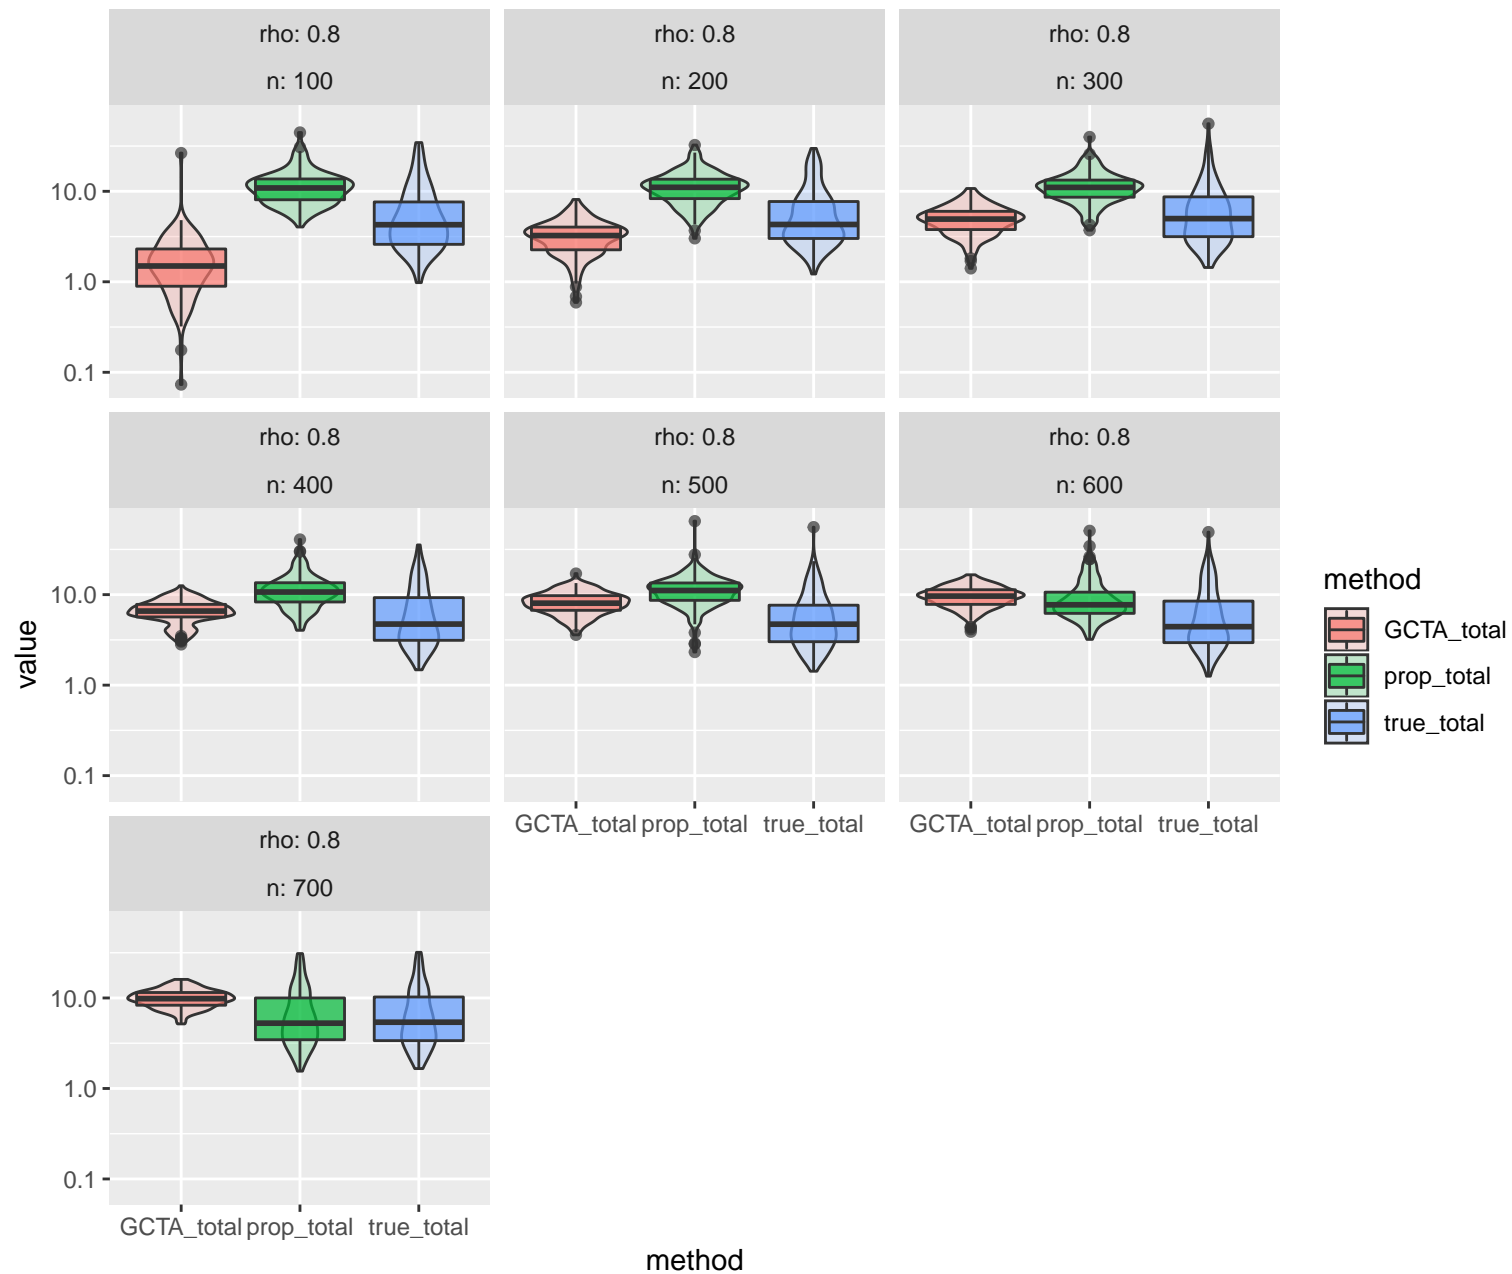 rho: 0.8
rho: 0.8
rho: 0.8
n: 100
n: 200
n: 300
10.0
1.0
0.1
rho: 0.8
rho: 0.8
rho: 0.8
n: 400
n: 500
n: 600
10.0
1.0
0.1
GCTA_total prop_total true_total
GCTA_total prop_total true_total
rho: 0.8
n: 700
10.0
1.0
0.1
GCTA_total prop_total true_total
method
value
method
GCTA_total
prop_total
true_total